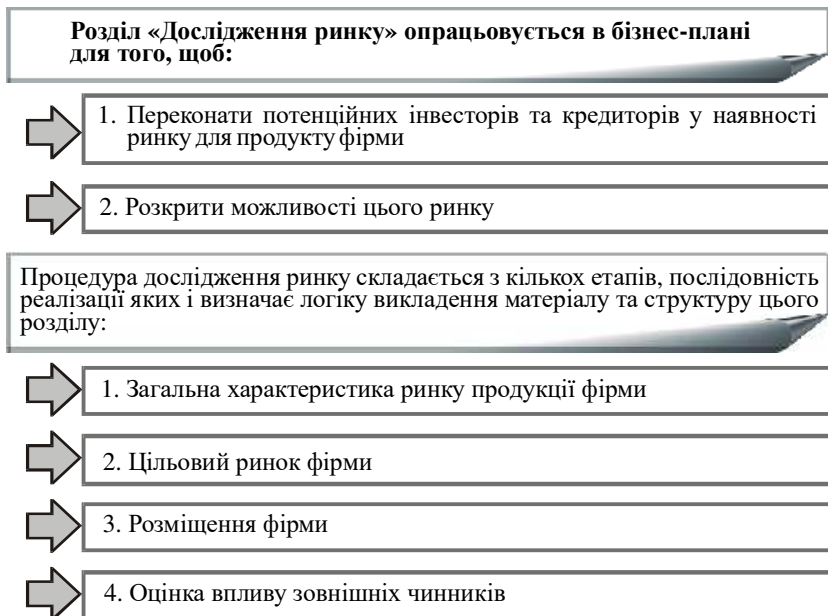 Розділ «Дослідження ринку» опрацьовується в бізнес-плані
для того, щоб:
1. Переконати потенційних інвесторів та кредиторів у наявності
ринку для продукту фірми
2. Розкрити можливості цього ринку
Процедура дослідження ринку складається з кількох етапів, послідовність
реалізації яких і визначає логіку викладення матеріалу та структуру цього
розділу:
1. Загальна характеристика ринку продукції фірми
2. Цільовий ринок фірми
3. Розміщення фірми
4. Оцінка впливу зовнішніх чинників